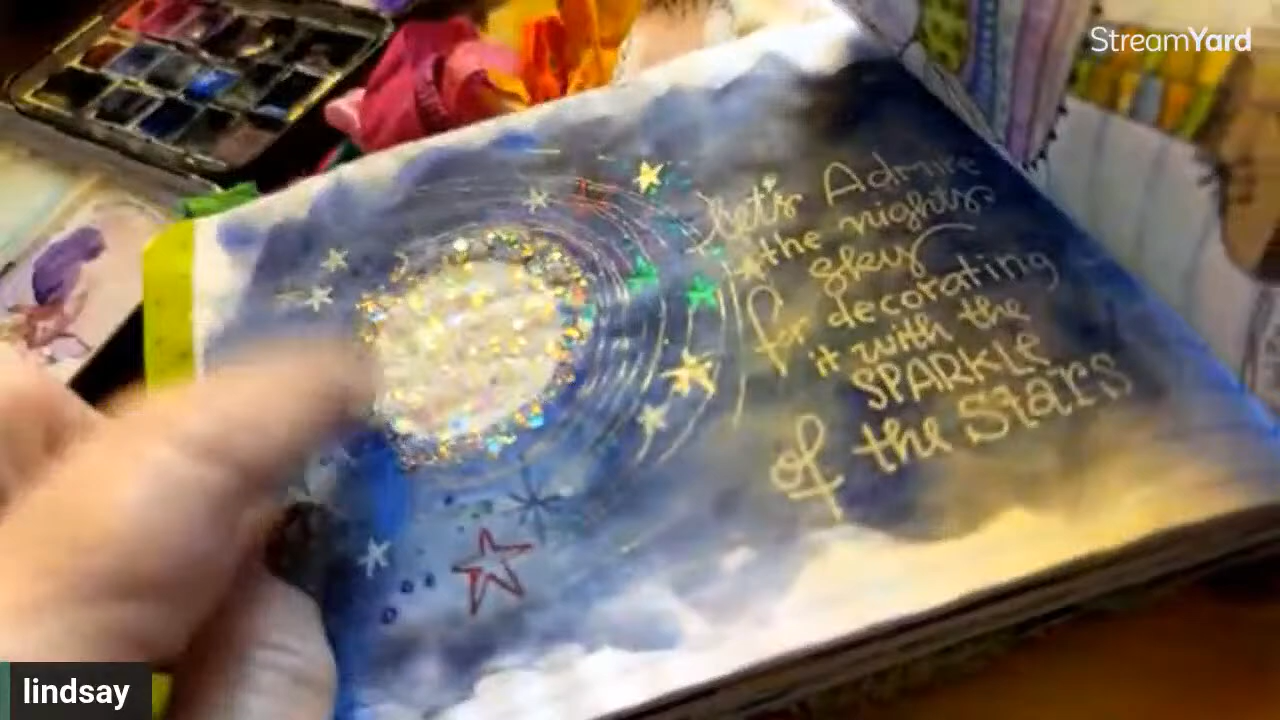 StreamYard
Let's Admire
the nights
sky
for decorating
it with the
SPARKLE
of the Stars
lindsay